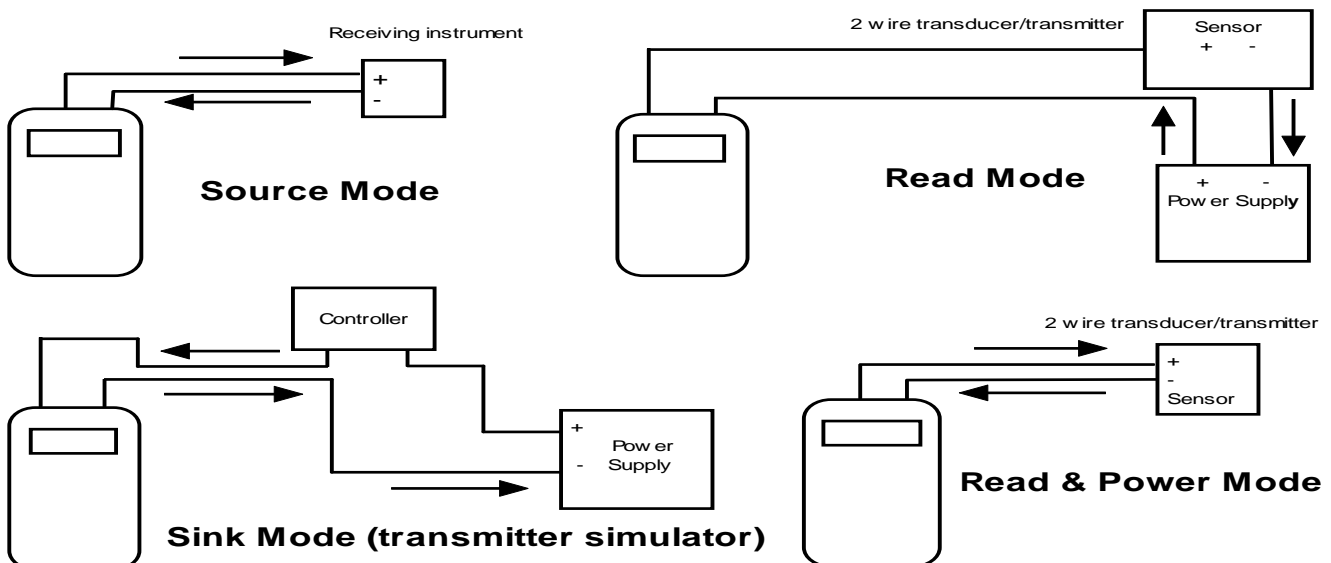 Receiving instrument
+
-
Source Mode
2 wire transducer/transmitter
Sensor
+ -
Read Mode
+ -
Power Supply
Controller
+
-
Power
Supply
Sink Mode (transmitter simulator)
2 wire transducer/transmitter
+
-
Sensor
Read & Power Mode